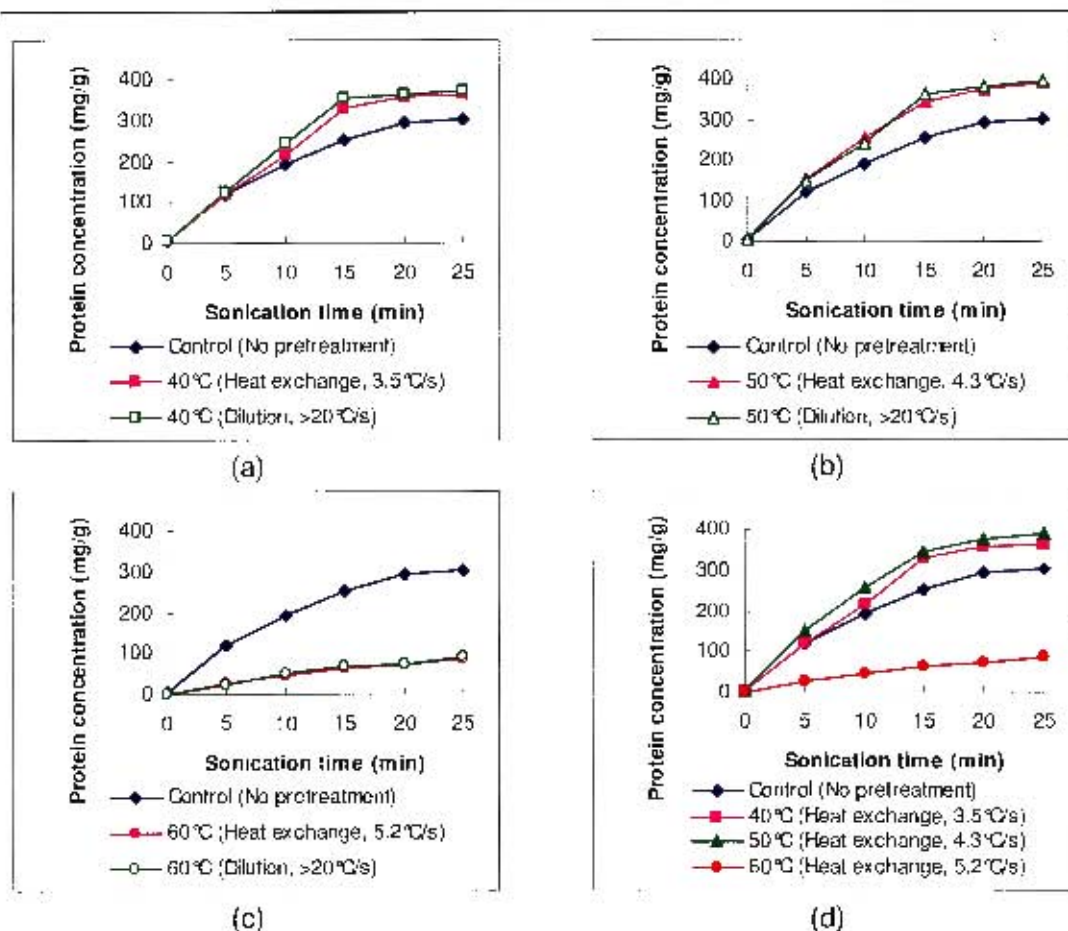 Protein concentration (mg/g)
400
300
200
100
0
0 5 10 15 20 25
Sonication time (min)
Control (No pretreatment)
40°C (Heat exchange, 3.5°C/s)
40°C (Dilution, >20°C/s)
(a)
Protein concentration (mg/g)
400
300
200
100
0
0 5 10 15 20 25
Sonication time (min)
Control (No pretreatment)
50°C (Heat exchange, 4.3°C/s)
50°C (Dilution, >20°C/s)
(b)
Protein concentration (mg/g)
400
300
200
100
0
0 5 10 15 20 25
Sonication time (min)
Control (No pretreatment)
60°C (Heat exchange, 5.2°C/s)
60°C (Dilution, >20°C/s)
(c)
Protein concentration (mg/g)
400
300
200
100
0
0 5 10 15 20 25
Sonication time (min)
Control (No pretreatment)
40°C (Heat exchange, 3.5°C/s)
50°C (Heat exchange, 4.3°C/s)
60°C (Heat exchange, 5.2°C/s)
(d)